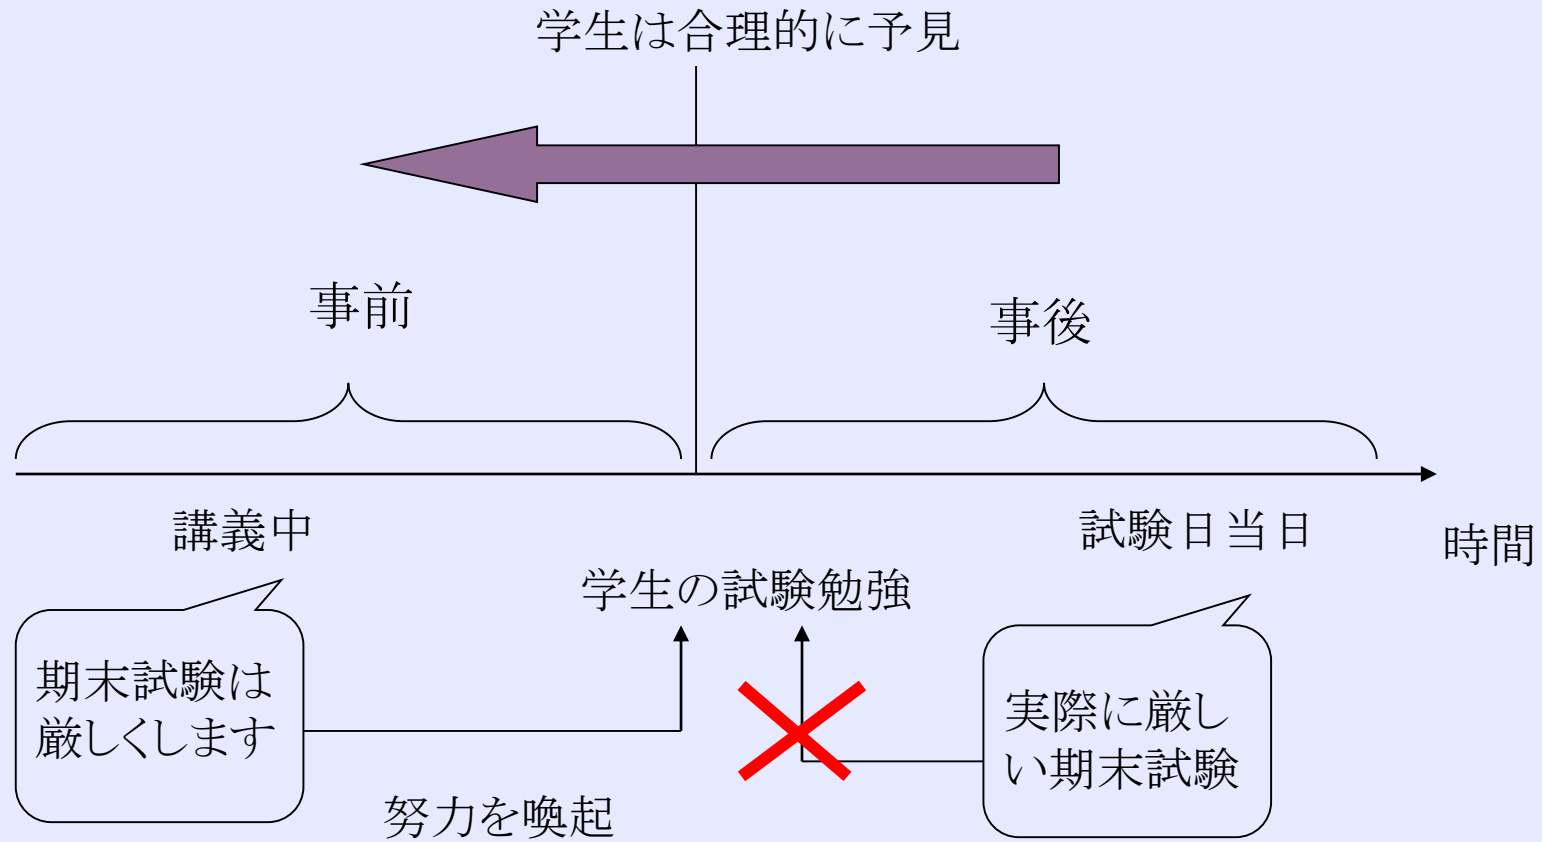 学生は合理的に予見
事前
事後
講義中
試験日当日
時間
学生の試験勉強
期末試験は
厳しくします
実際に厳し
い期末試験
努力を喚起